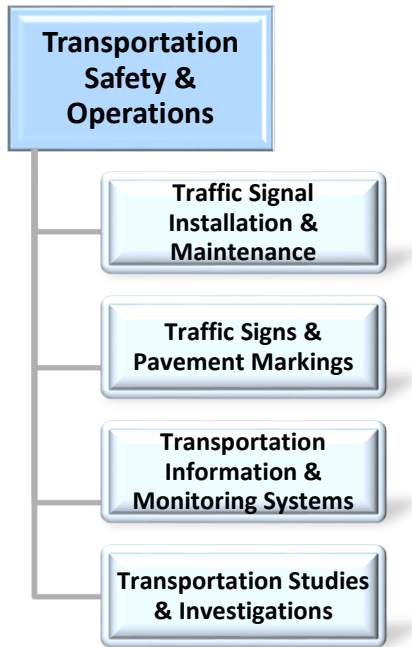 Transportation
Safety &
Operations
Traffic Signal
Installation &
Maintenance
Traffic Signs &
Pavement Markings
Transportation
Information &
Monitoring Systems
Transportation Studies
& Investigations